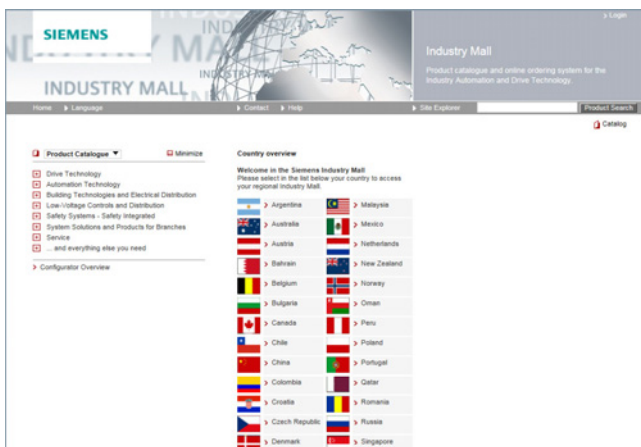 SIEMENS
INDUSTRY MALL
> Login
Industry Mall
Product catalogue and online ordering system for the
Industry Automation and Drive Technology.
Home > Language > Contact > Help > Site Explorer Product Search
Catalog
Product Catalogue Minimize
Drive Technology
Automation Technology
Building Technologies and Electrical Distribution
Low-Voltage Controls and Distribution
Safety Systems - Safety Integrated
System Solutions and Products for Branches
Service
... and everything else you need
> Configurator Overview
Country overview
Welcome in the Siemens Industry Mall
Please select in the list below your country to access
your regional Industry Mall.
> Argentina > Malaysia
> Australia > Mexico
> Austria > Netherlands
> Bahrain > New Zealand
> Belgium > Norway
> Bulgaria > Oman
> Canada > Peru
> Chile > Poland
> China > Portugal
> Colombia > Qatar
> Croatia > Romania
> Czech Republic > Russia
> Denmark > Singapore